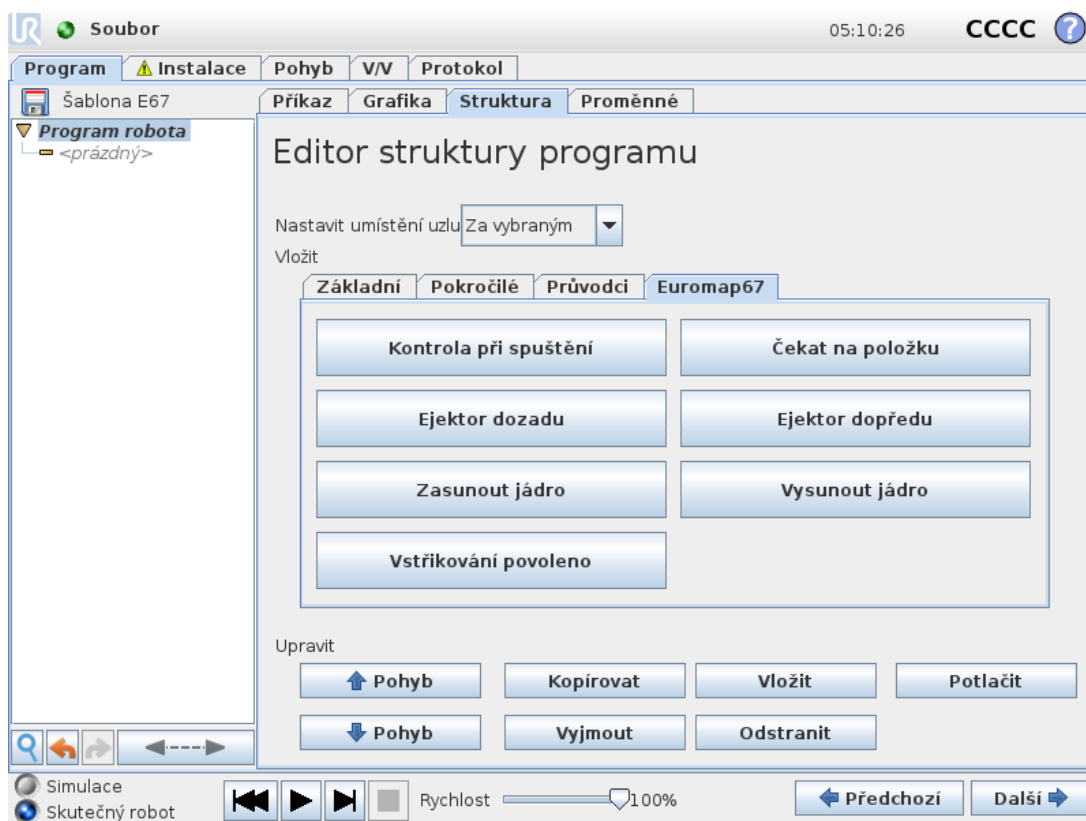 UR Soubor 05:10:26 CCCC ?
Program Instalace Pohyb V/V Protokol
Šablona E67 Příkaz Grafika Struktura Proměnné
Program robota
<prázdný>
Editor struktury programu
Nastavit umístění uzlu Za vybraným
Vložit
Základní Pokročilé Průvodci Euromap67
Kontrola při spuštění Čekat na položku
Ejektor dozadu Ejektor dopředu
Zasunout jádro Vysunout jádro
Vstřikování povoleno
Upravit
Pohyb Kopírovat Vložit Potlačit
Pohyb Vyjmout Odstranit
Simulace
Skutečný robot
Rychlost 100%
Předchozí Další